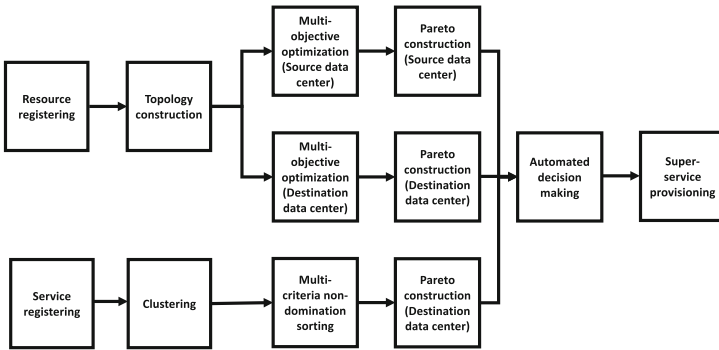 Resource
registering
Topology
construction
Multi-
objective
optimization
(Source data
center)
Pareto
construction
(Source data
center)
Multi-
objective
optimization
(Destination
data center)
Pareto
construction
(Destination
data center)
Automated
decision
making
Super-
service
provisioning
Service
registering
Clustering
Multi-
criteria non-
domination
sorting
Pareto
construction
(Destination
data center)